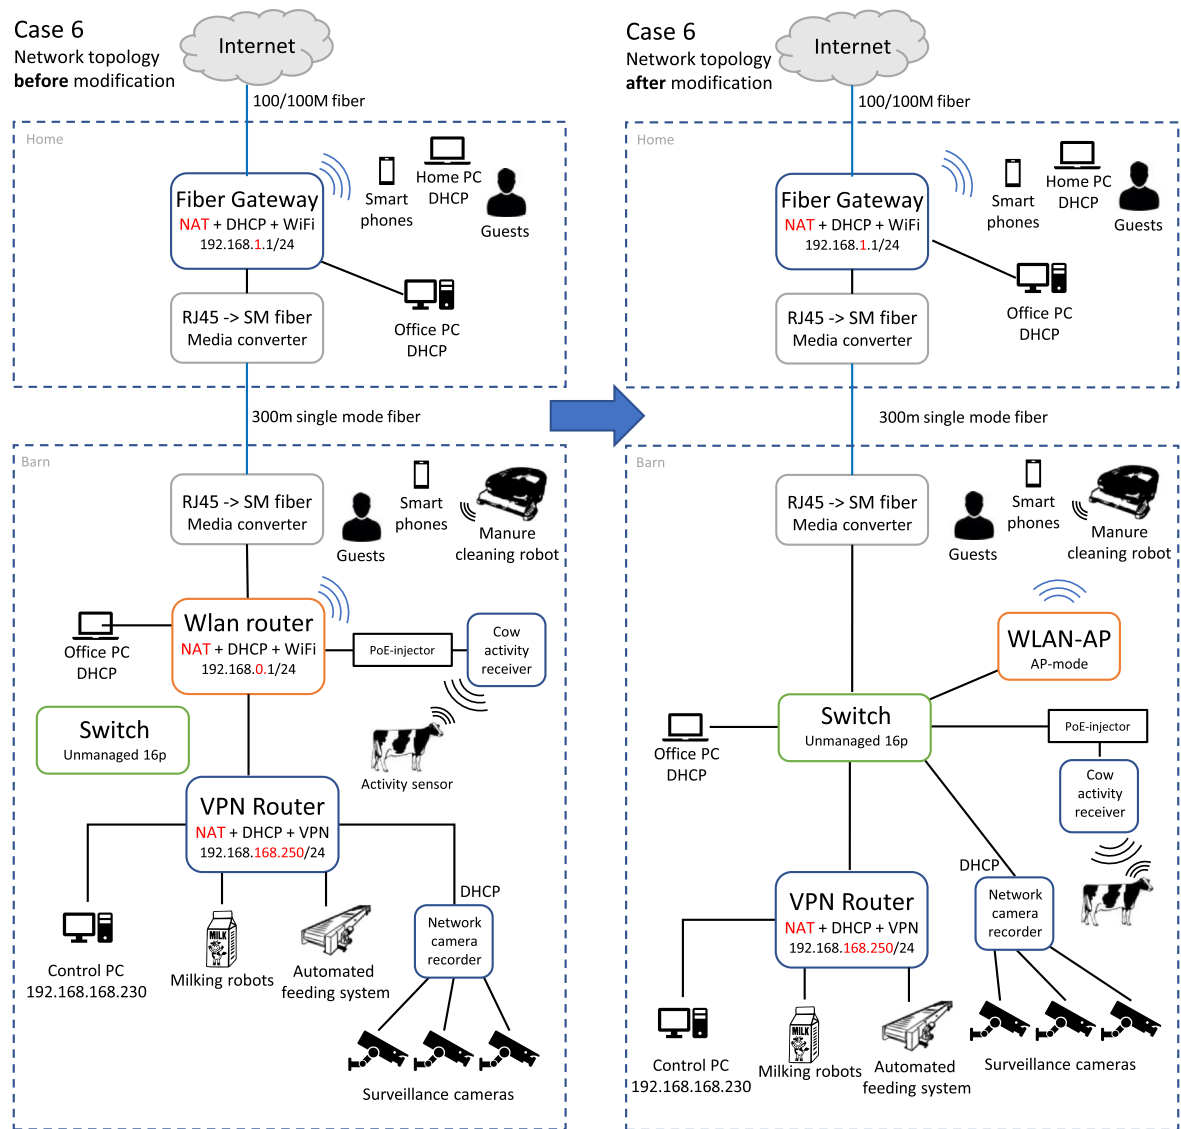 Case 6
Network topology
before modification)
Internet
100/100M fiber
Home
Fiber Gateway
NAT + DHCP + WiFi
192.168.1.1/24
Smart
phones
Home PC
DHCP
Guests
RJ45 -> SM fiber
Media converter
Office PC
DHCP
300m single mode fiber
Barn
RJ45 -> SM fiber
Media converter
Guests
Smart
phones
Manure
cleaning robot
Office PC
DHCP
Wlan router
NAT + DHCP + WiFi
192.168.0.1/24
PoE-injector
Cow
activity
receiver
Switch
Unmanaged 16p
Activity sensor
VPN Router
NAT + DHCP + VPN
192.168.168.250/24
DHCP
Network
camera
recorder
Control PC
192.168.168.230
MILK
Milking robots
Automated
feeding system
Surveillance cameras
Case 6
Network topology
after modification)
Internet
100/100M fiber
Home
Fiber Gateway
NAT + DHCP + WiFi
192.168.1.1/24
Smart
phones
Home PC
DHCP
Guests
RJ45 -> SM fiber
Media converter
Office PC
DHCP
300m single mode fiber
Barn
RJ45 -> SM fiber
Media converter
Guests
Smart
phones
Manure
cleaning robot
WLAN-AP
AP-mode
Office PC
DHCP
Switch
Unmanaged 16p
PoE-injector
Cow
activity
receiver
VPN Router
NAT + DHCP + VPN
192.168.168.250/24
DHCP
Network
camera
recorder
Control PC
192.168.168.230
MILK
Milking robots
Automated
feeding system
Surveillance cameras